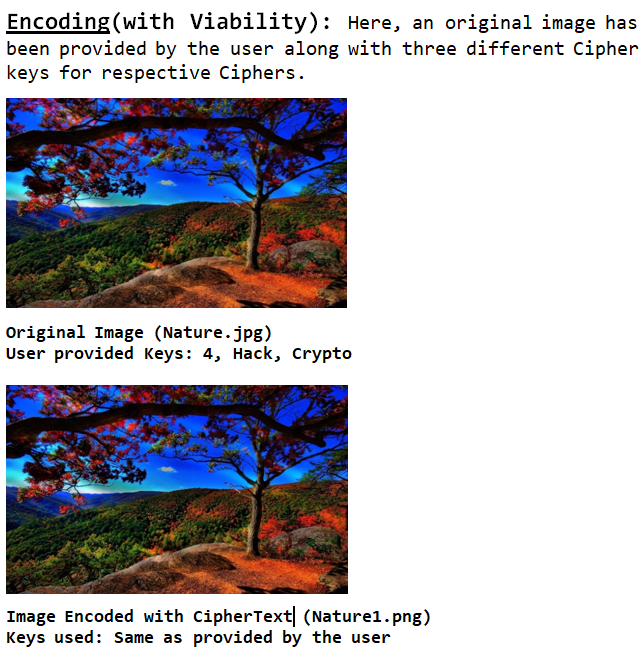 Encoding(with Viability): Here, an original image has
been provided by the user along with three different Cipher
keys for respective Ciphers.
Original Image (Nature.jpg)
User provided Keys: 4, Hack, Crypto
Image Encoded with CipherText (Nature1.png)
Keys used: Same as provided by the user